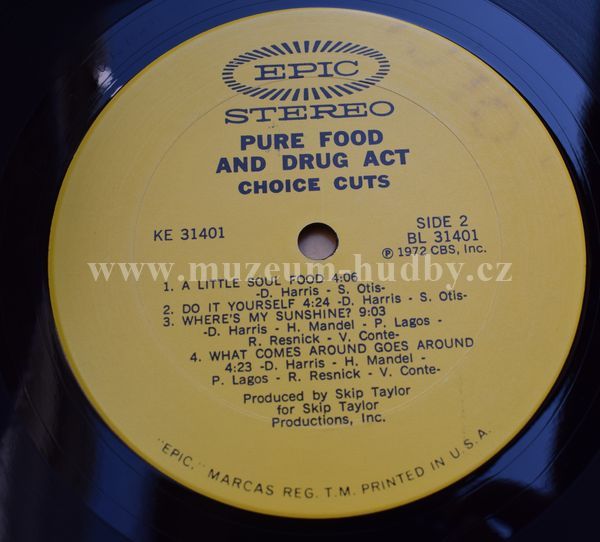 EPIC
STEREO
PURE FOOD
AND DRUG ACT
CHOICE CUTS
KE 31401
SIDE 2
BL 31401
℗ 1972 CBS, Inc.
www.muzeum-hudby.cz
1. A LITTLE SOUL FOOD 4:06
-D. Harris - S. Otis-
2. DO IT YOURSELF 4:24 -D. Harris - S. Otis-
3. WHERE'S MY SUNSHINE? 9:03
-D. Harris - H. Mandel - P. Lagos -
R. Resnick - V. Conte-
4. WHAT COMES AROUND GOES AROUND
4:23 -D. Harris - H. Mandel -
P. Lagos - R. Resnick - V. Conte-
Produced by Skip Taylor
for Skip Taylor
Productions, Inc.
"EPIC," MARCAS REG. T.M. PRINTED IN U.S.A.